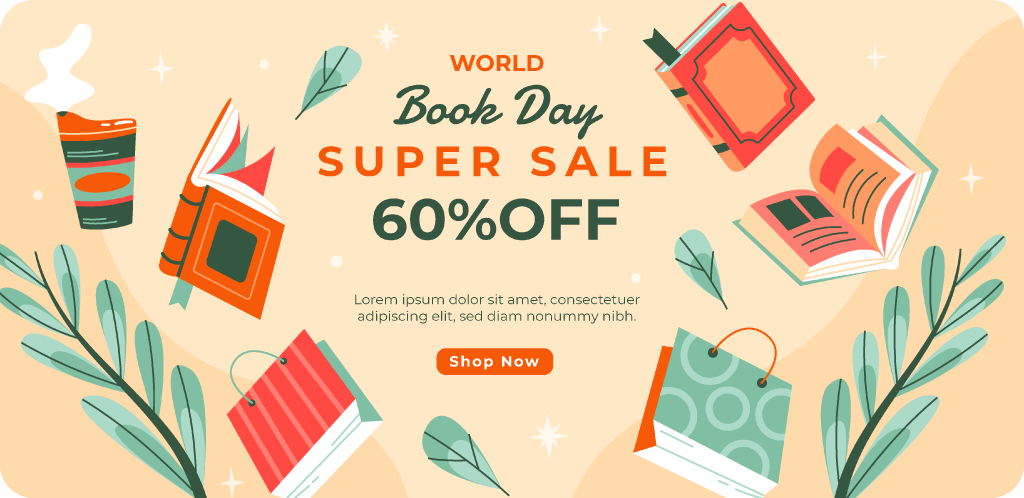 WORLD
Book Day
SUPER SALE
60%OFF
Lorem ipsum dolor sit amet, consectetuer
adipiscing elit, sed diam nonummy nibh.
Shop Now